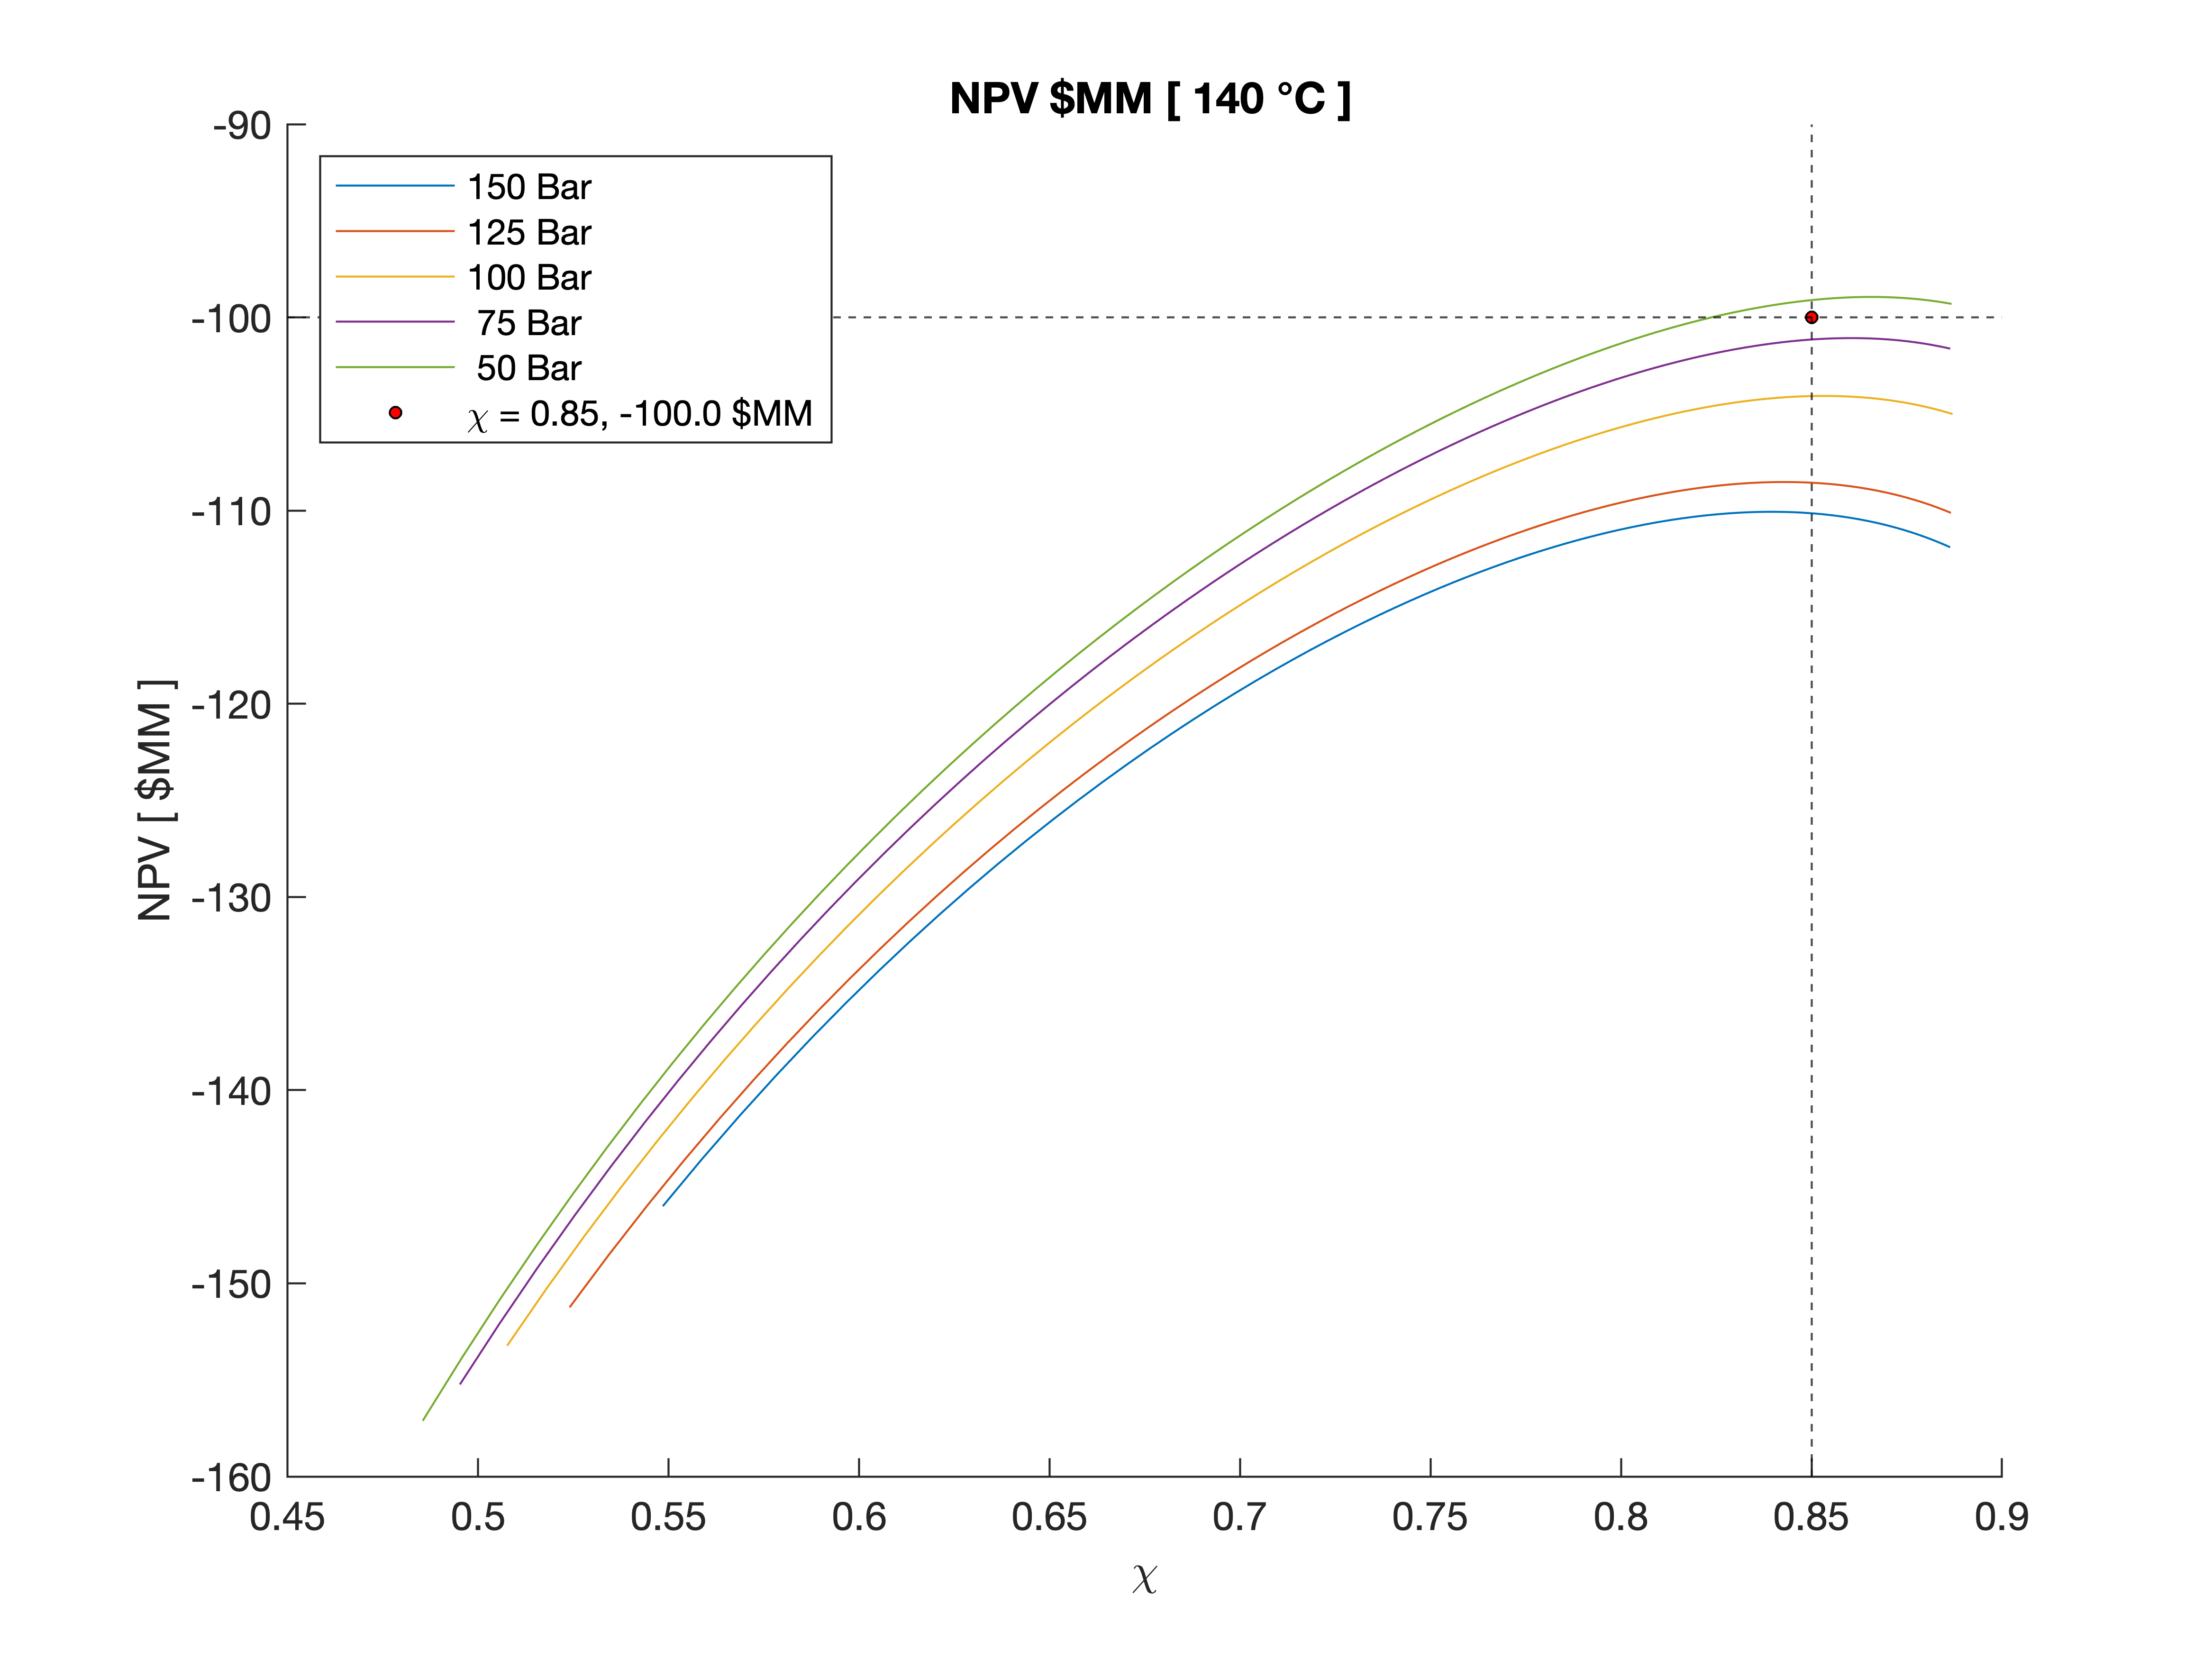 NPV $MM [ 140 °C ]
-90
-100
-110
-120
-130
-140
-150
-160
NPV [ $MM ]
150 Bar
125 Bar
100 Bar
75 Bar
50 Bar
χ = 0.85, -100.0 $MM
0.45 0.5 0.55 0.6 0.65 0.7 0.75 0.8 0.85 0.9
χ